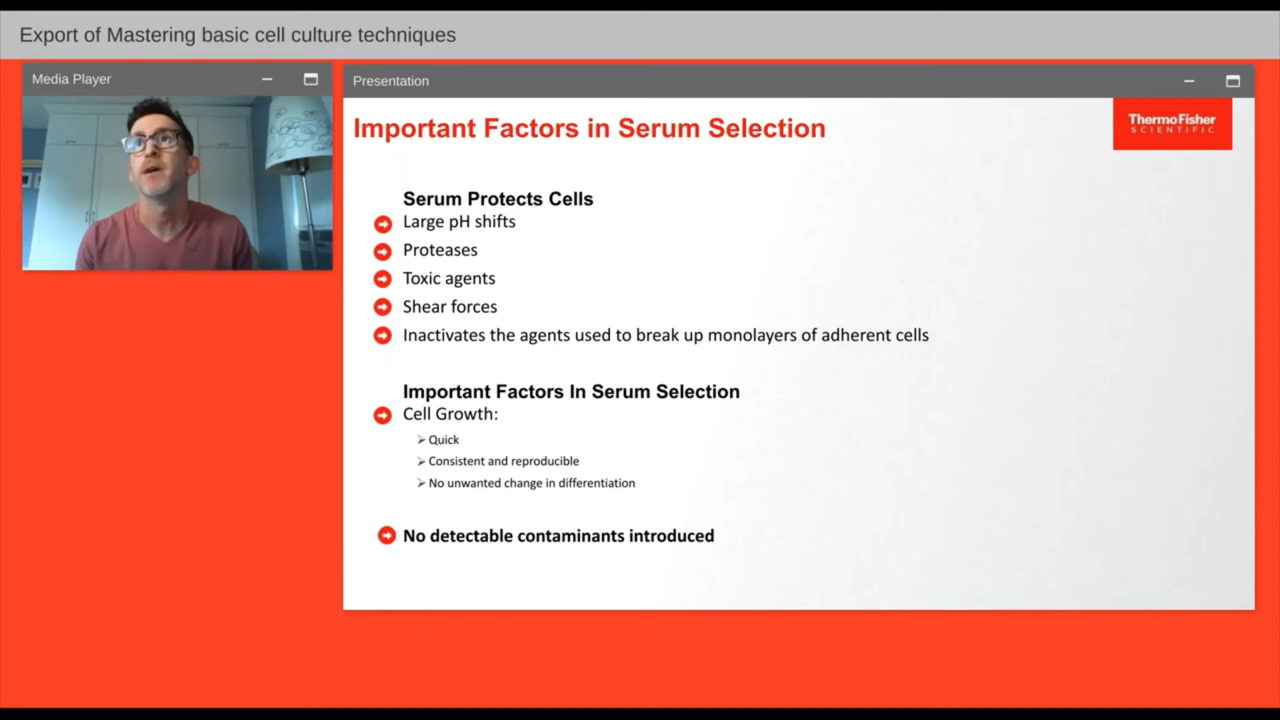 Export of Mastering basic cell culture techniques
Media Player
Presentation
Important Factors in Serum Selection
ThermoFisher
SCIENTIFIC
Serum Protects Cells
Large pH shifts
Proteases
Toxic agents
Shear forces
Inactivates the agents used to break up monolayers of adherent cells
Important Factors In Serum Selection
Cell Growth:
Quick
Consistent and reproducible
No unwanted change in differentiation
No detectable contaminants introduced